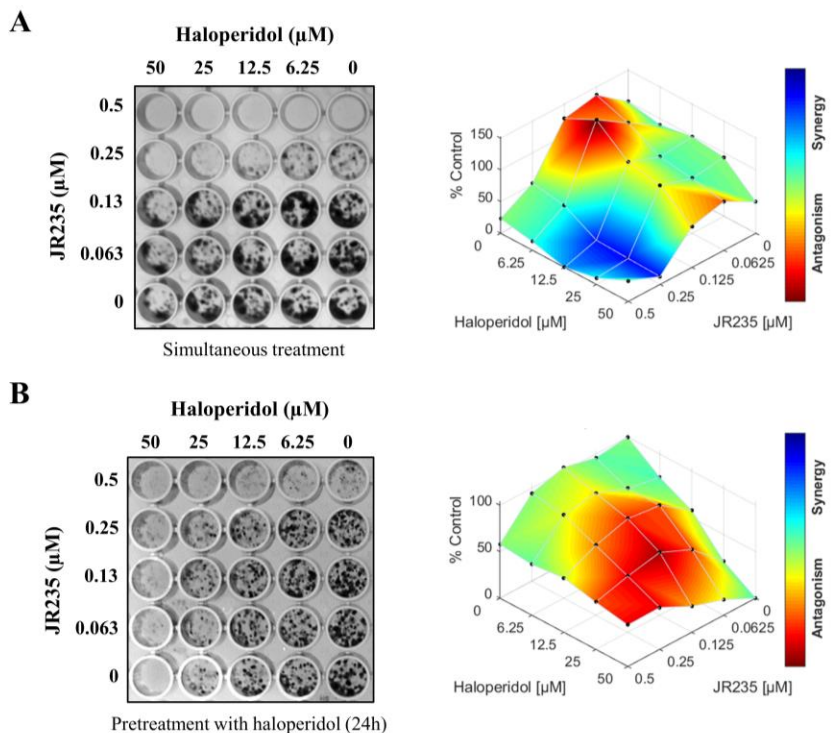 A
Haloperidol (µM)
50 25 12.5 6.25 0
JR235 (µM)
0.5
0.25
0.13
0.063
0
Simultaneous treatment
% Control
150
100
50
0
0
6.25
12.5
25
50
Haloperidol [µM]
0.5
0.25
0.125
0.0625
0
JR235 [µM]
Synergy
Antagonism
B
Haloperidol (µM)
50 25 12.5 6.25 0
JR235 (µM)
0.5
0.25
0.13
0.063
0
Pretreatment with haloperidol (24h)
% Control
100
50
0
0
6.25
12.5
25
50
Haloperidol [µM]
0.5
0.25
0.125
0.0625
0
JR235 [µM]
Synergy
Antagonism